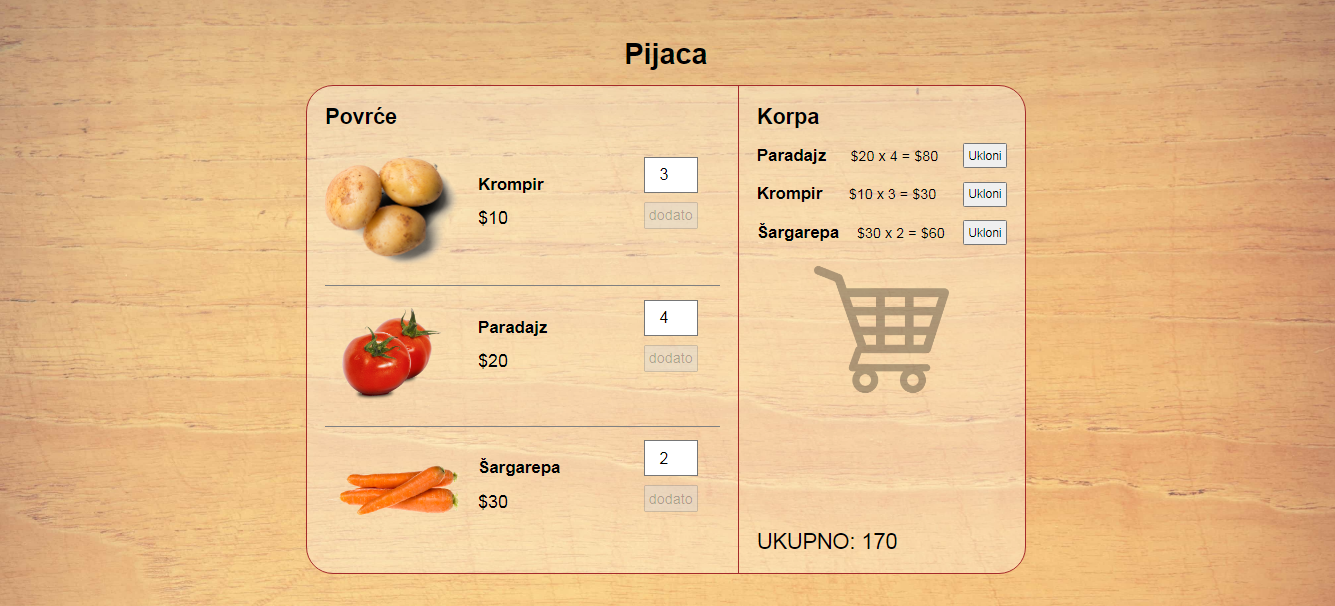 Pijaca
Povrće
Krompir
$10
3
dodato
Paradajz
$20
4
dodato
Šargarepa
$30
2
dodato
Korpa
Paradajz $20 x 4 = $80 Ukloni
Krompir $10 x 3 = $30 Ukloni
Šargarepa $30 x 2 = $60 Ukloni
UKUPNO: 170